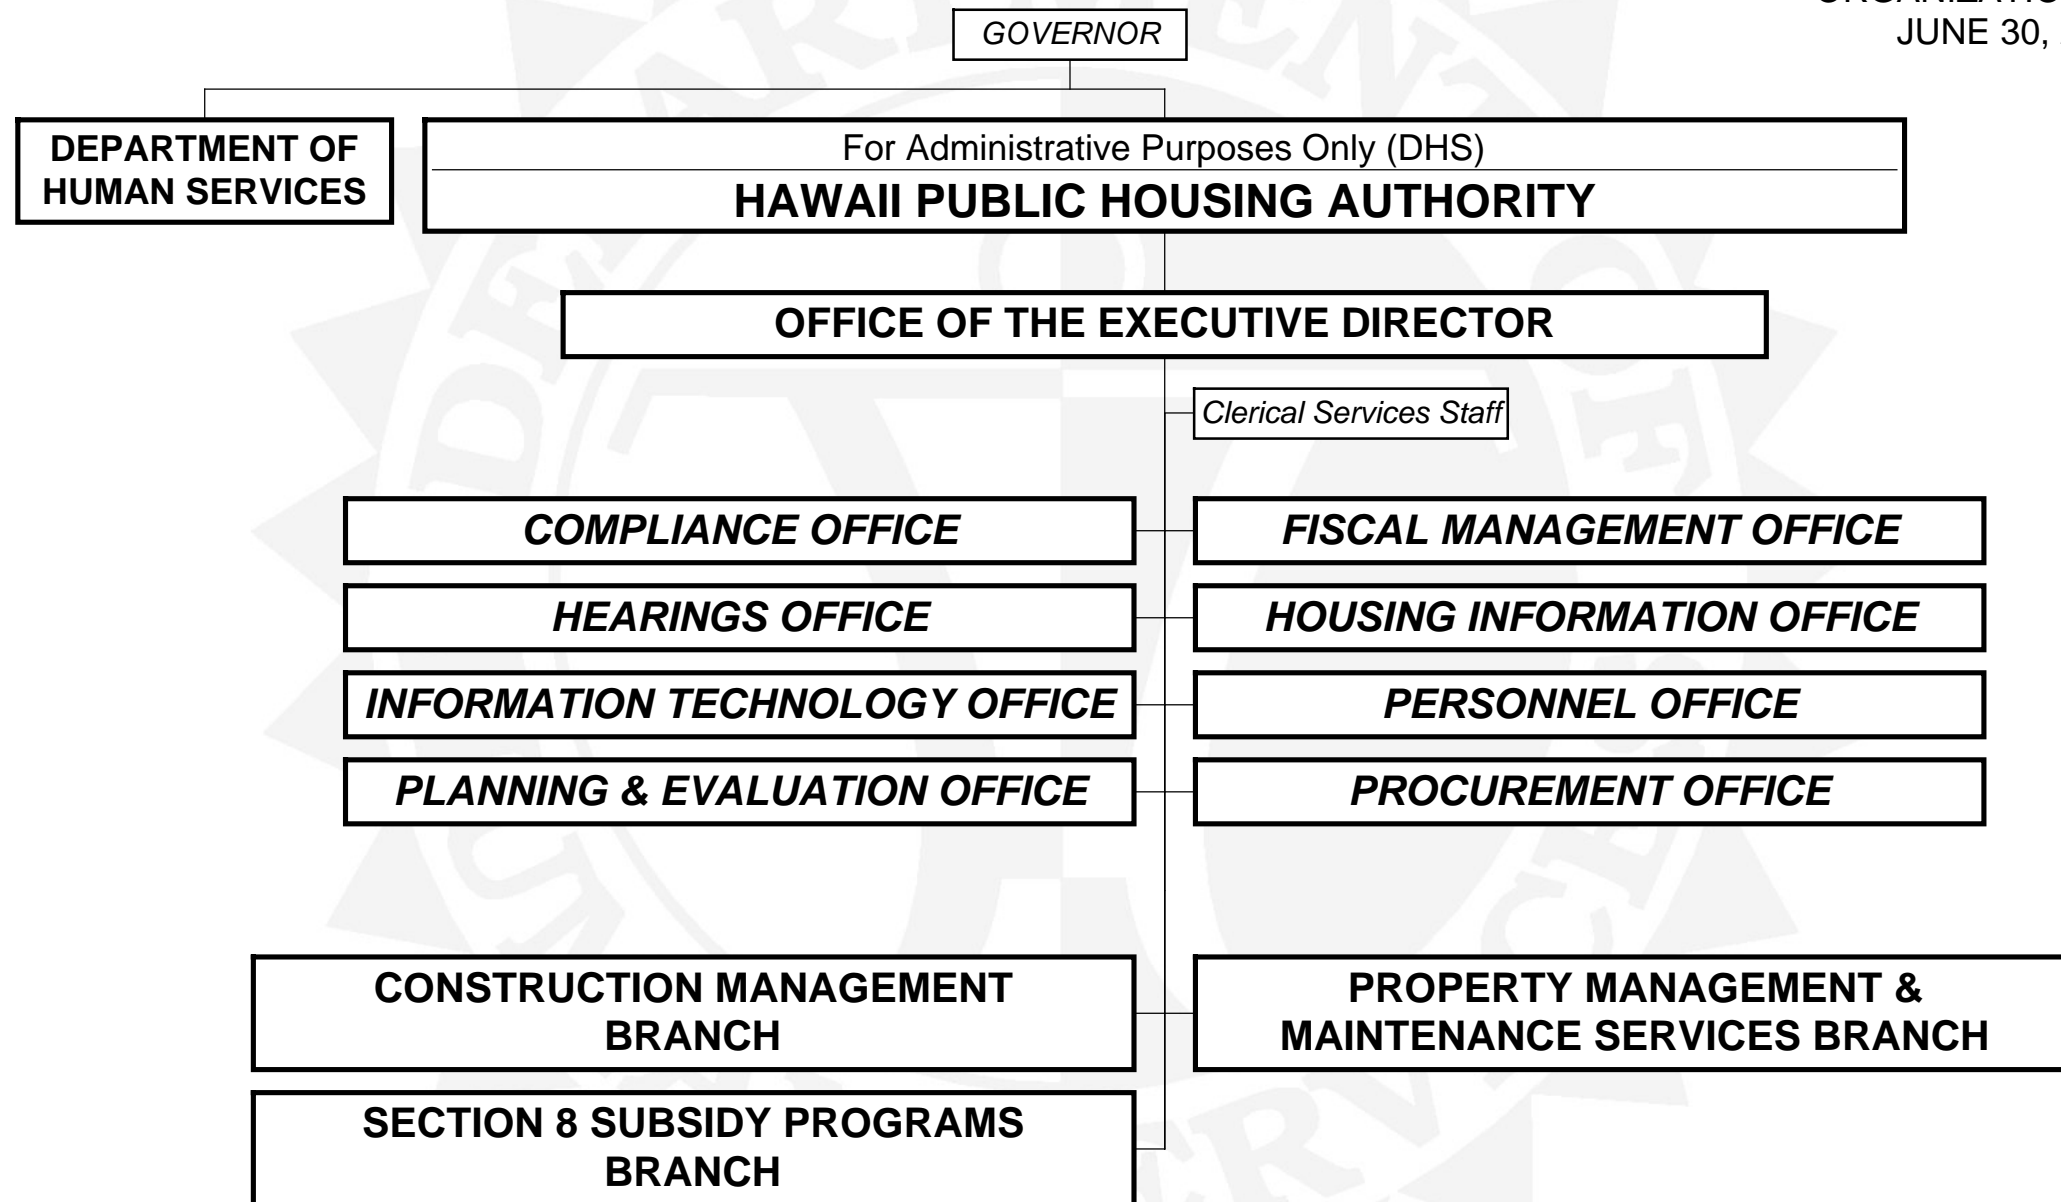 JUNE 30,
GOVERNOR
DEPARTMENT OF
HUMAN SERVICES
For Administrative Purposes Only (DHS)
HAWAII PUBLIC HOUSING AUTHORITY
OFFICE OF THE EXECUTIVE DIRECTOR
Clerical Services Staff
COMPLIANCE OFFICE
FISCAL MANAGEMENT OFFICE
HEARINGS OFFICE
HOUSING INFORMATION OFFICE
INFORMATION TECHNOLOGY OFFICE
PERSONNEL OFFICE
PLANNING & EVALUATION OFFICE
PROCUREMENT OFFICE
CONSTRUCTION MANAGEMENT
BRANCH
PROPERTY MANAGEMENT &
MAINTENANCE SERVICES BRANCH
SECTION 8 SUBSIDY PROGRAMS
BRANCH